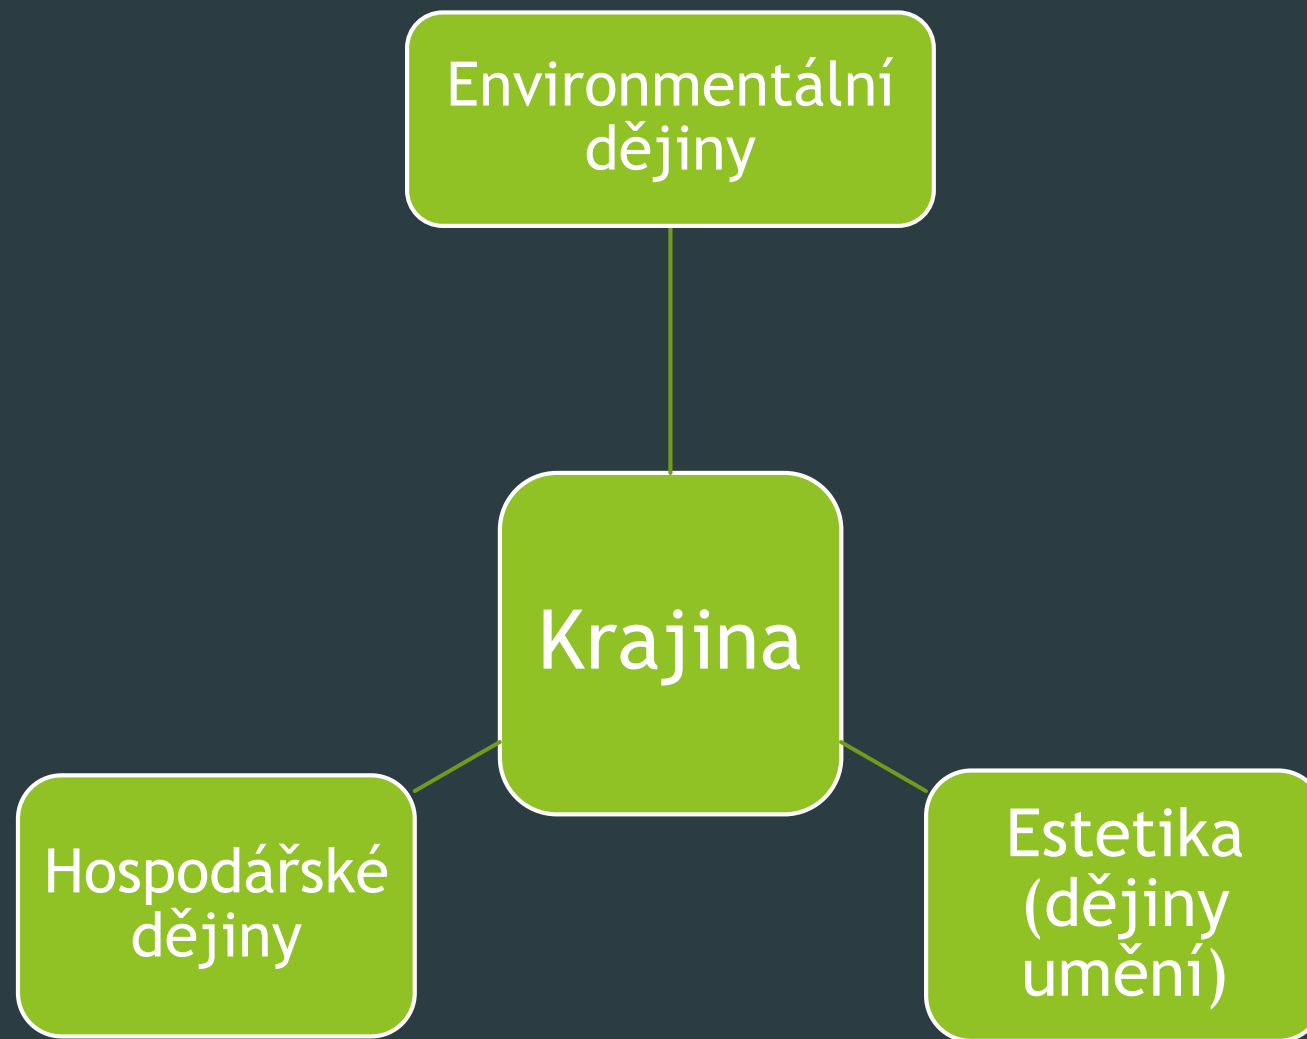 Environmentální
dějiny
Krajina
Hospodářské
dějiny
Estetika
(dějiny
umění)